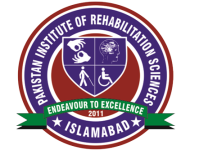 PAKISTAN INSTITUTE OF REHABILITATION SCIENCES
ENDEAVOUR TO EXCELLENCE
2011
ISLAMABAD